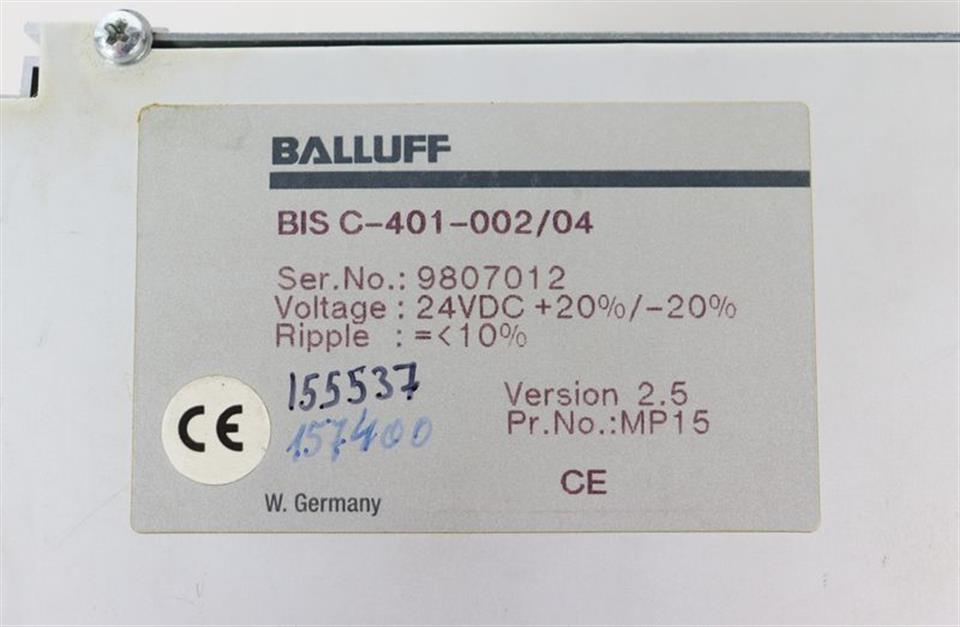 BALLUFF
BIS C-401-002/04
Ser.No.: 9807012
Voltage : 24VDC +20%/-20%
Ripple : =<10%
155537
157400
Version 2.5
Pr.No.:MP15
CE
CE
W. Germany